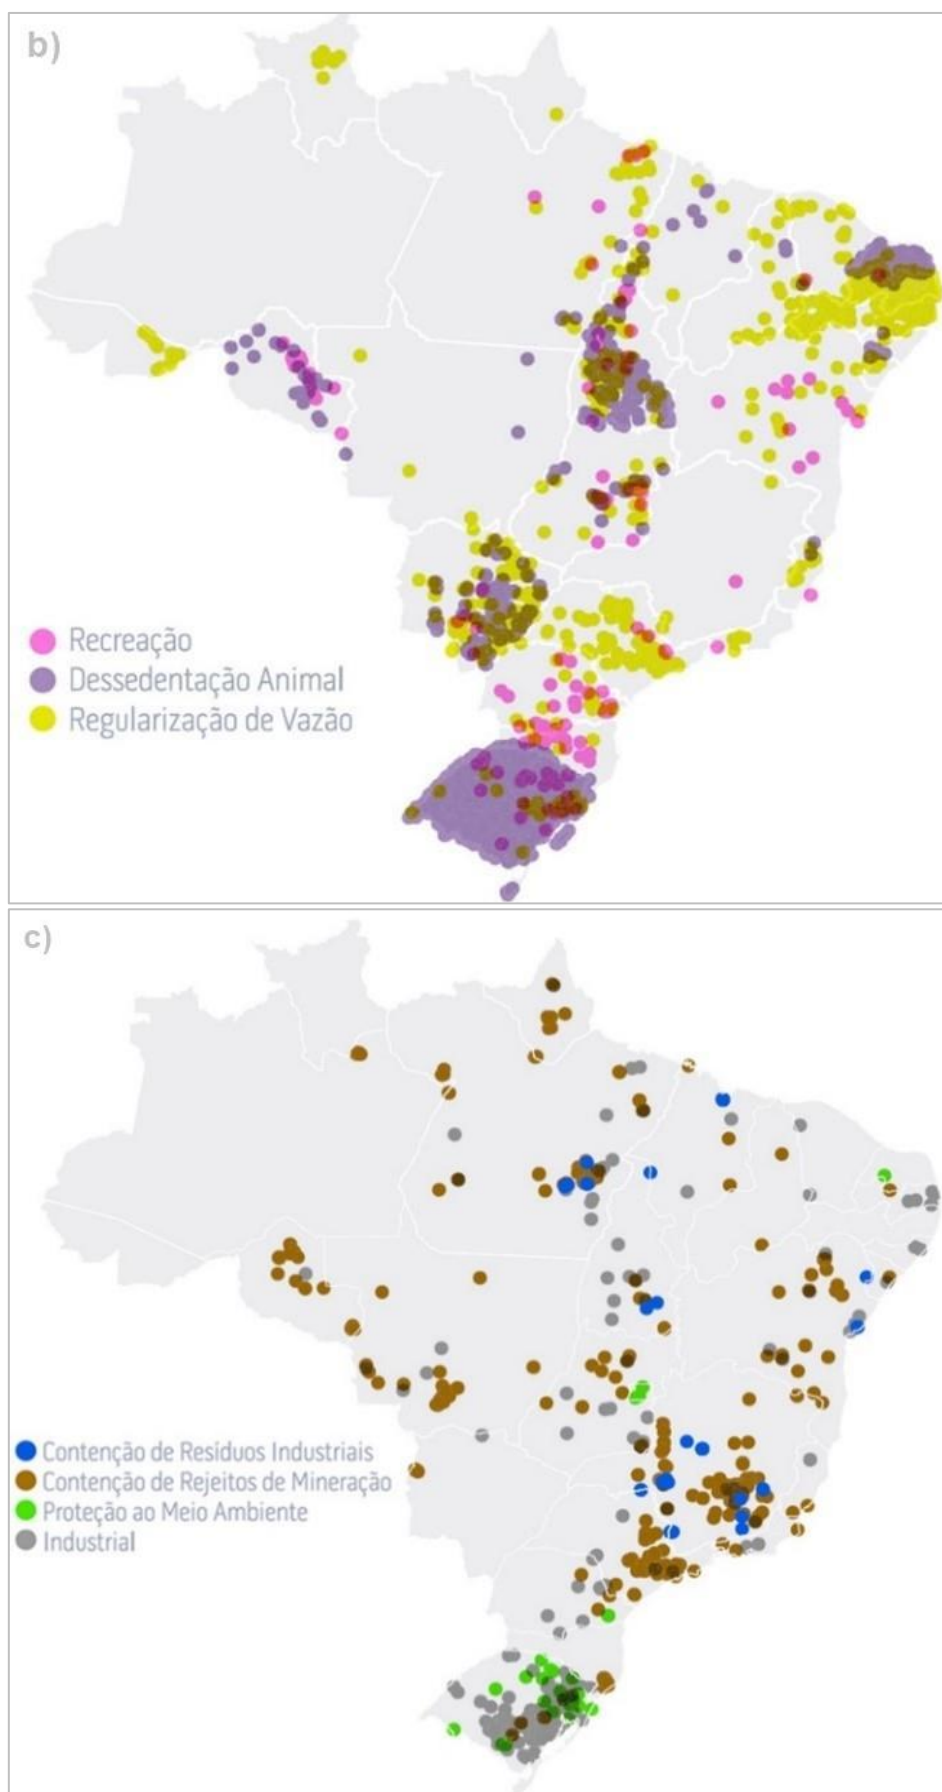 b)
Recreação
Dessedentação Animal
Regularização de Vazão
c)
Contenção de Resíduos Industriais
Contenção de Rejeitos de Mineração
Proteção ao Meio Ambiente
Industrial